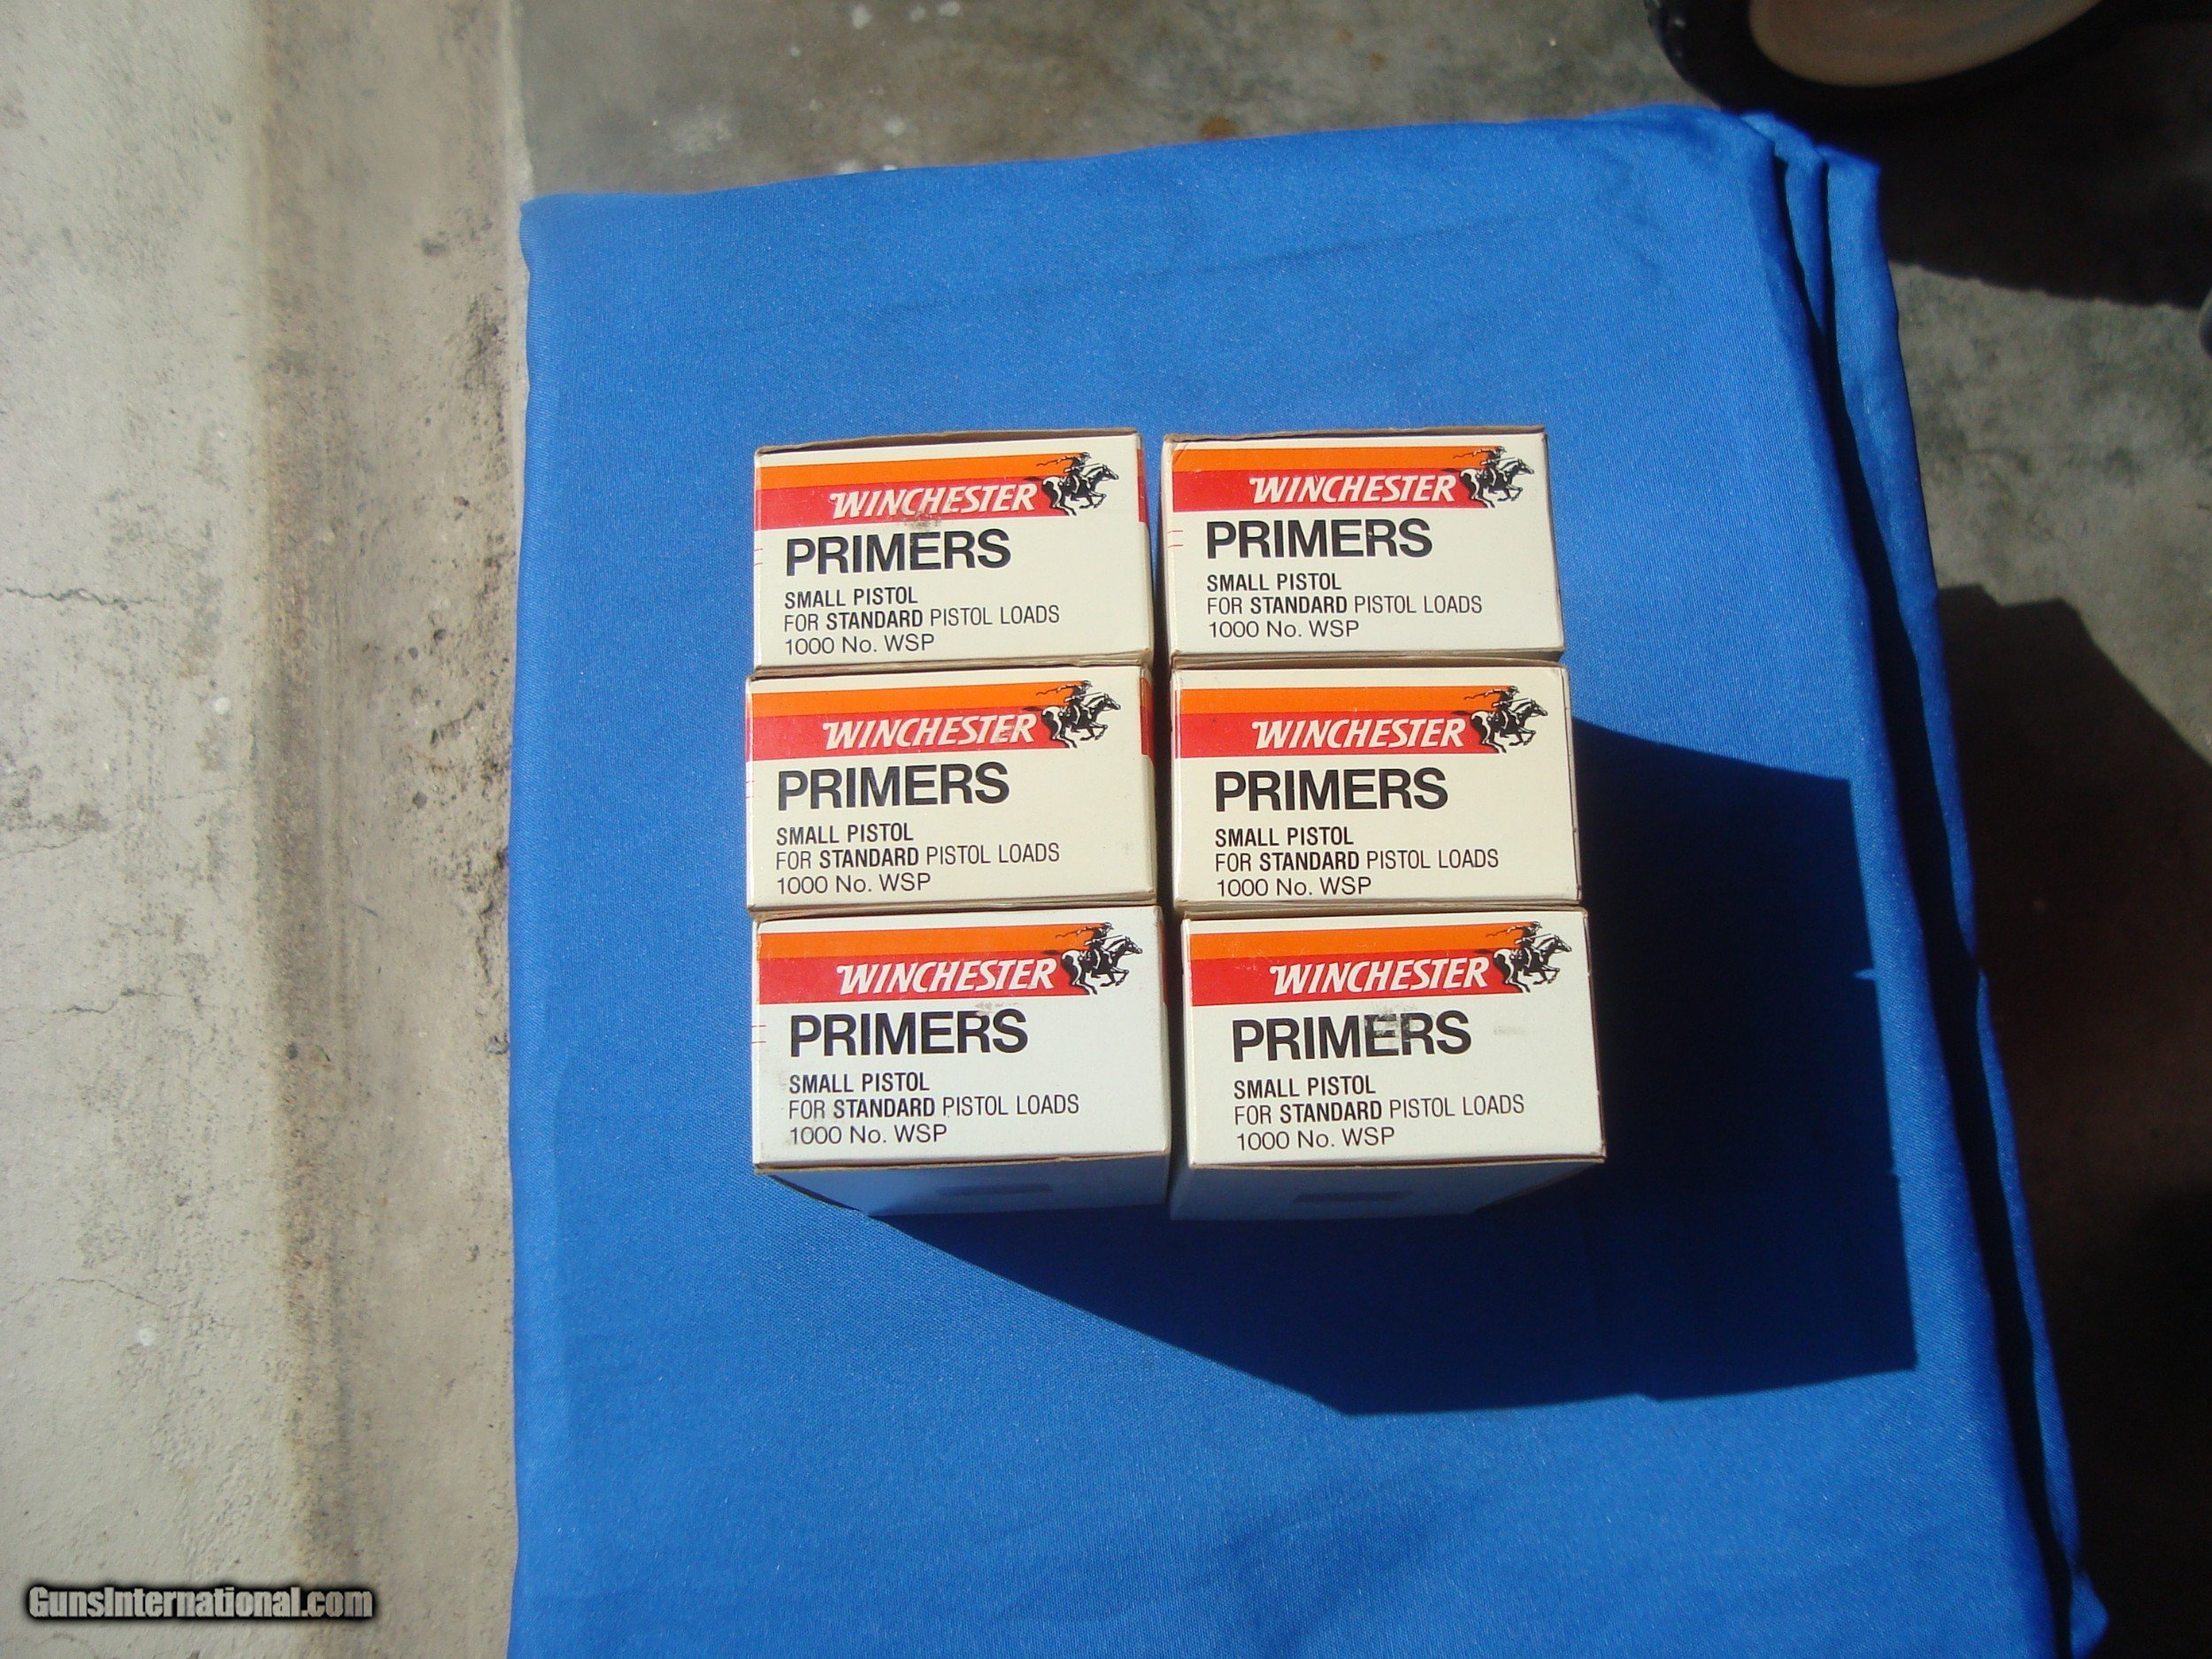 WINCHESTER
PRIMERS
SMALL PISTOL
FOR STANDARD PISTOL LOADS
1000 No. WSP
WINCHESTER
PRIMERS
SMALL PISTOL
FOR STANDARD PISTOL LOADS
1000 No. WSP
WINCHESTER
PRIMERS
SMALL PISTOL
FOR STANDARD PISTOL LOADS
1000 No. WSP
WINCHESTER
PRIMERS
SMALL PISTOL
FOR STANDARD PISTOL LOADS
1000 No. WSP
WINCHESTER
PRIMERS
SMALL PISTOL
FOR STANDARD PISTOL LOADS
1000 No. WSP
WINCHESTER
PRIMERS
SMALL PISTOL
FOR STANDARD PISTOL LOADS
1000 No. WSP
GunsInternational.com